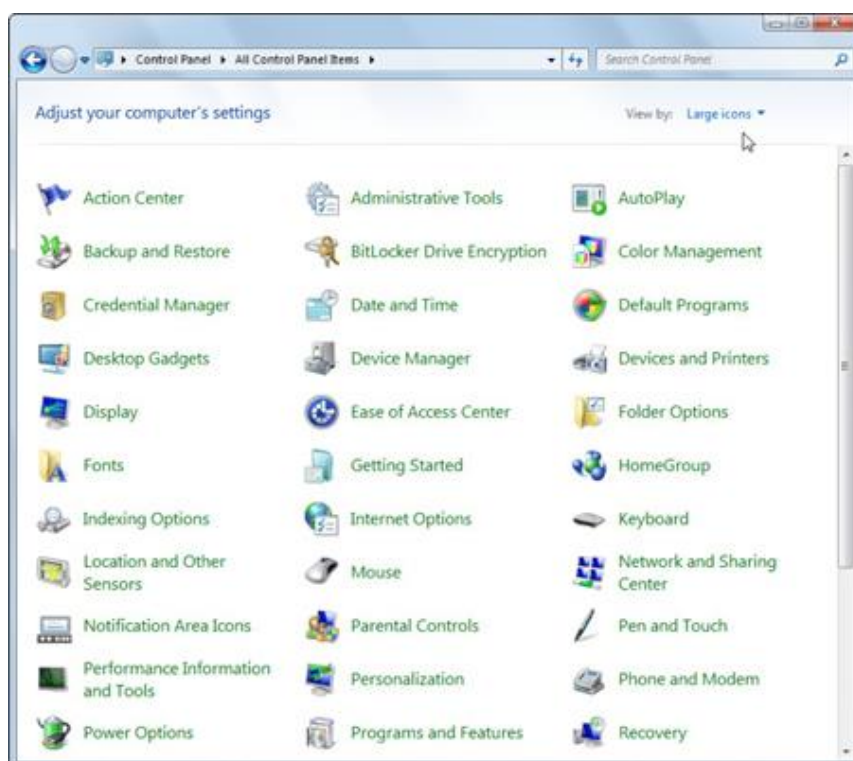 Control Panel ▸ All Control Panel Items ▸ Search Control Panel
Adjust your computer's settings View by: Large icons
Action Center Administrative Tools AutoPlay
Backup and Restore BitLocker Drive Encryption Color Management
Credential Manager Date and Time Default Programs
Desktop Gadgets Device Manager Devices and Printers
Display Ease of Access Center Folder Options
Fonts Getting Started HomeGroup
Indexing Options Internet Options Keyboard
Location and Other Sensors Mouse Network and Sharing Center
Notification Area Icons Parental Controls Pen and Touch
Performance Information and Tools Personalization Phone and Modem
Power Options Programs and Features Recovery